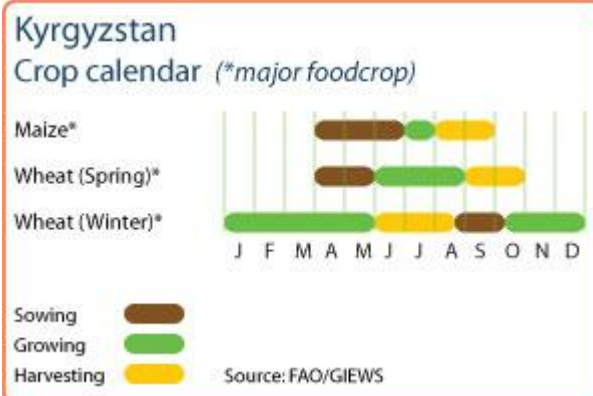 Kyrgyzstan
Crop calendar (*major foodcrop)
Maize*
Wheat (Spring)*
Wheat (Winter)*
J F M A M J J A S O N D
Sowing
Growing
Harvesting
Source: FAO/GIEWS